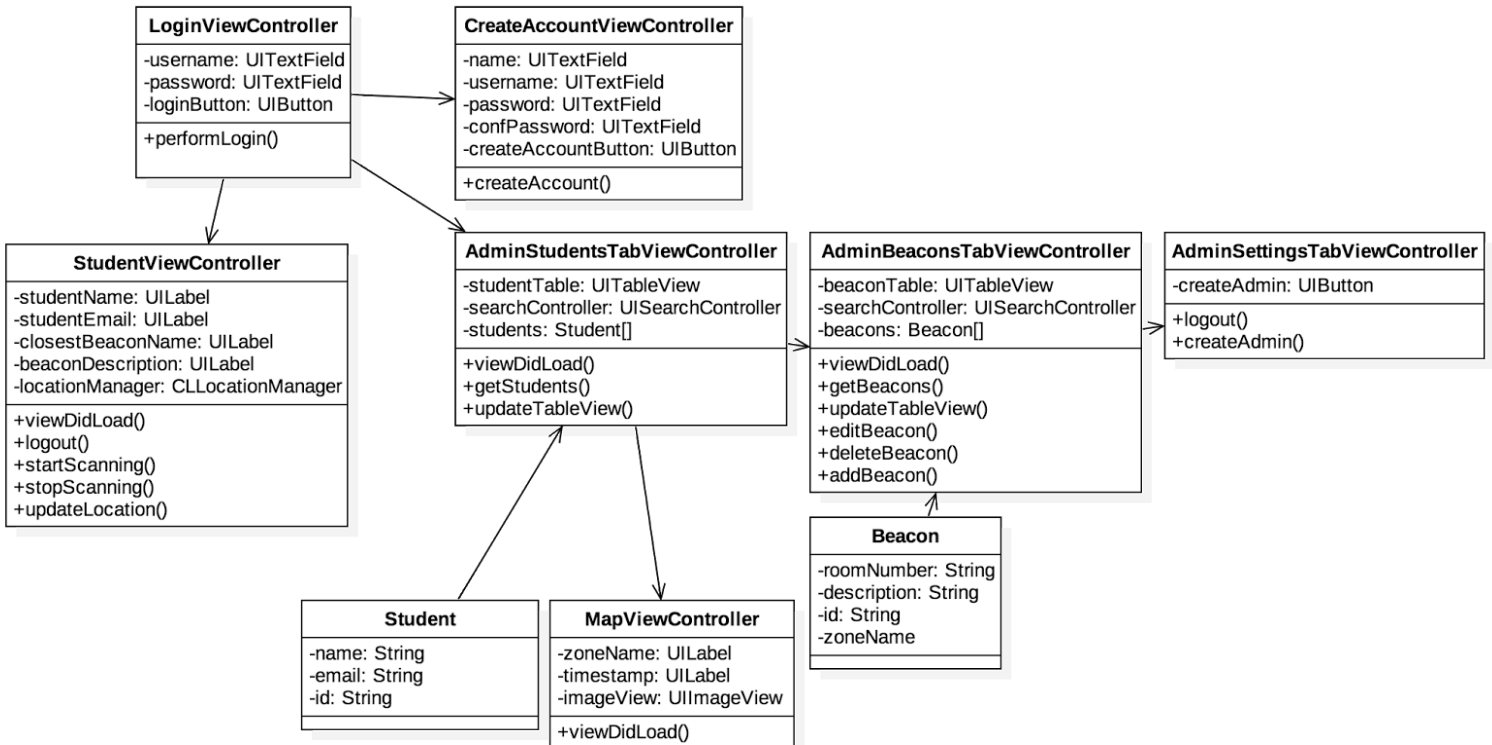 LoginViewController
-username: UITextField
-password: UITextField
-loginButton: UIButton
+performLogin()
CreateAccountViewController
-name: UITextField
-username: UITextField
-password: UITextField
-confPassword: UITextField
-createAccountButton: UIButton
+createAccount()
StudentViewController
-studentName: UILabel
-studentEmail: UILabel
-closestBeaconName: UILabel
-beaconDescription: UILabel
-locationManager: CLLocationManager
+viewDidLoad()
+logout()
+startScanning()
+stopScanning()
+updateLocation()
AdminStudentsTabViewController
-studentTable: UITableView
-searchController: UISearchController
-students: Student[]
+viewDidLoad()
+getStudents()
+updateTableView()
AdminBeaconsTabViewController
-beaconTable: UITableView
-searchController: UISearchController
-beacons: Beacon[]
+viewDidLoad()
+getBeacons()
+updateTableView()
+editBeacon()
+deleteBeacon()
+addBeacon()
AdminSettingsTabViewController
-createAdmin: UIButton
+logout()
+createAdmin()
Student
-name: String
-email: String
-id: String
MapViewController
-zoneName: UILabel
-timestamp: UILabel
-imageView: UIImageView
+viewDidLoad()
Beacon
-roomNumber: String
-description: String
-id: String
-zoneName